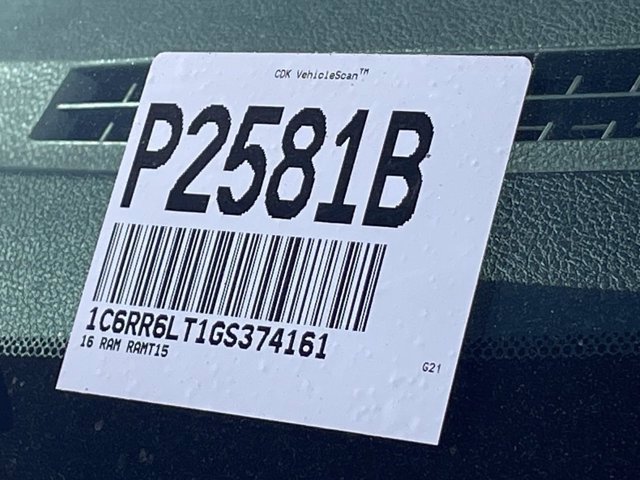 CDK VehicleScan™
P2581B
1C6RR6LT1GS374161
16 RAM RAMT15
G21